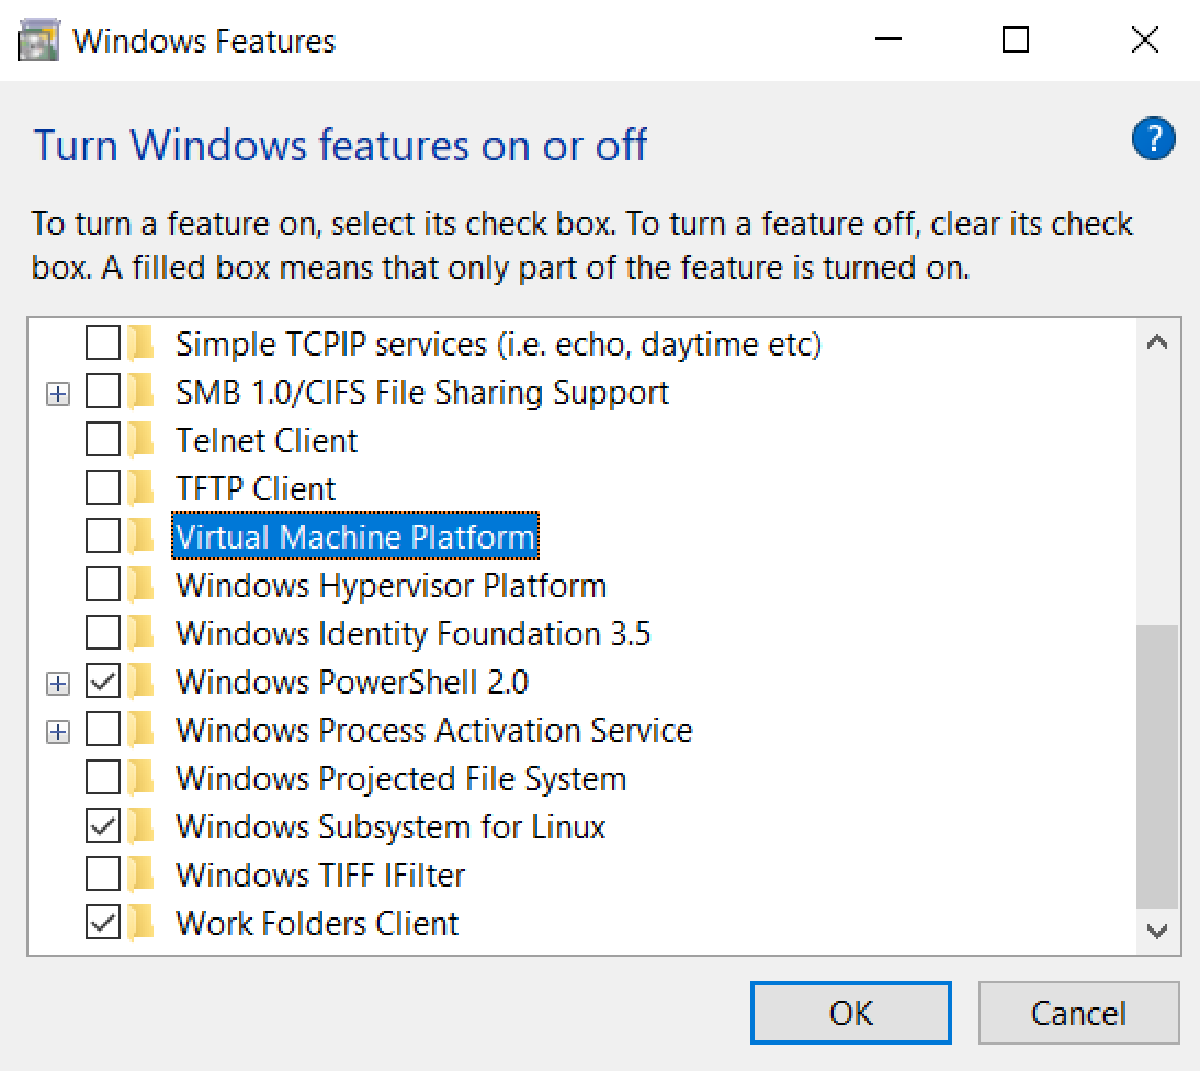 Windows Features
Turn Windows features on or off
?
To turn a feature on, select its check box. To turn a feature off, clear its check
box. A filled box means that only part of the feature is turned on.
Simple TCPIP services (i.e. echo, daytime etc)
SMB 1.0/CIFS File Sharing Support
Telnet Client
TFTP Client
Virtual Machine Platform
Windows Hypervisor Platform
Windows Identity Foundation 3.5
Windows PowerShell 2.0
Windows Process Activation Service
Windows Projected File System
Windows Subsystem for Linux
Windows TIFF IFilter
Work Folders Client
OK
Cancel